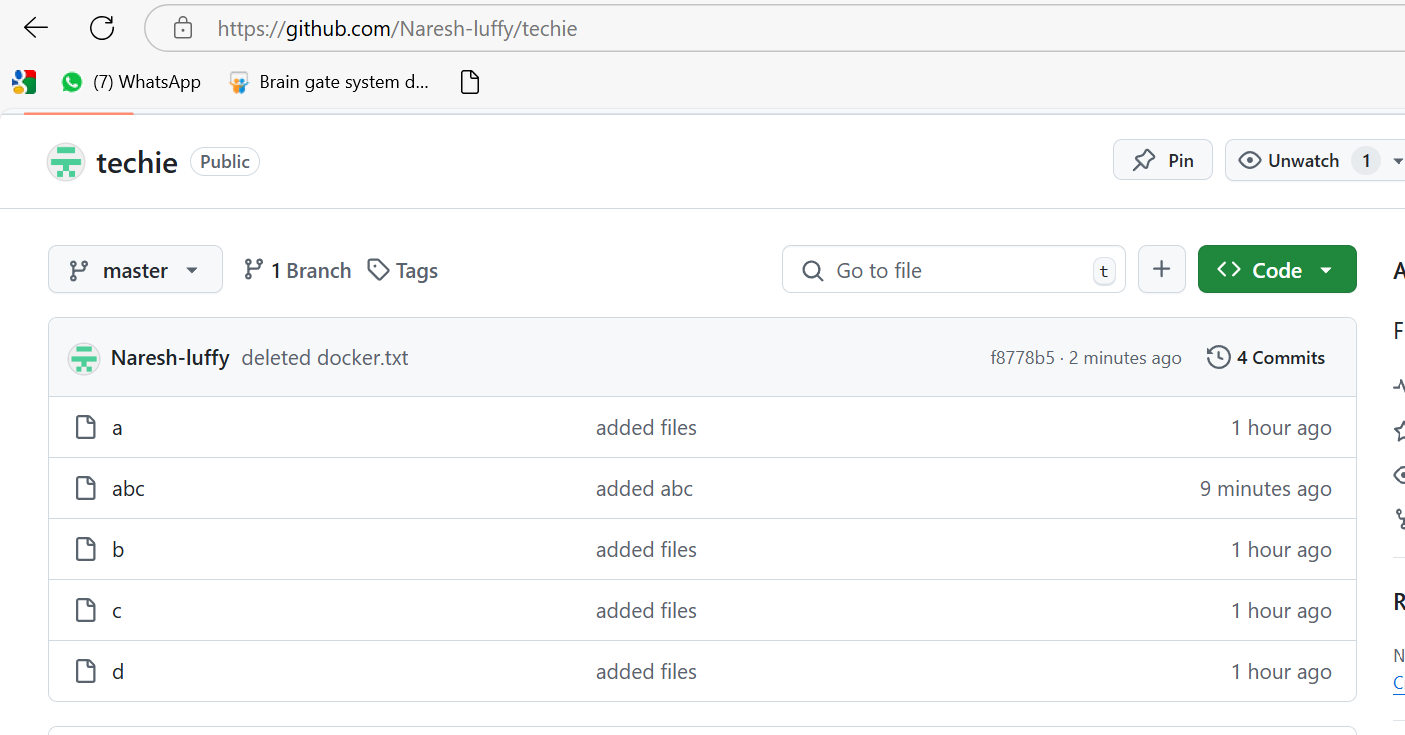 https://github.com/Naresh-luffy/techie
(7) WhatsApp Brain gate system d...
techie Public Pin Unwatch 1
master 1 Branch Tags Go to file t Code
A
F
Naresh-luffy deleted docker.txt f8778b5 · 2 minutes ago 4 Commits
a added files 1 hour ago
abc added abc 9 minutes ago
b added files 1 hour ago
c added files 1 hour ago
R
N
d added files 1 hour ago
C